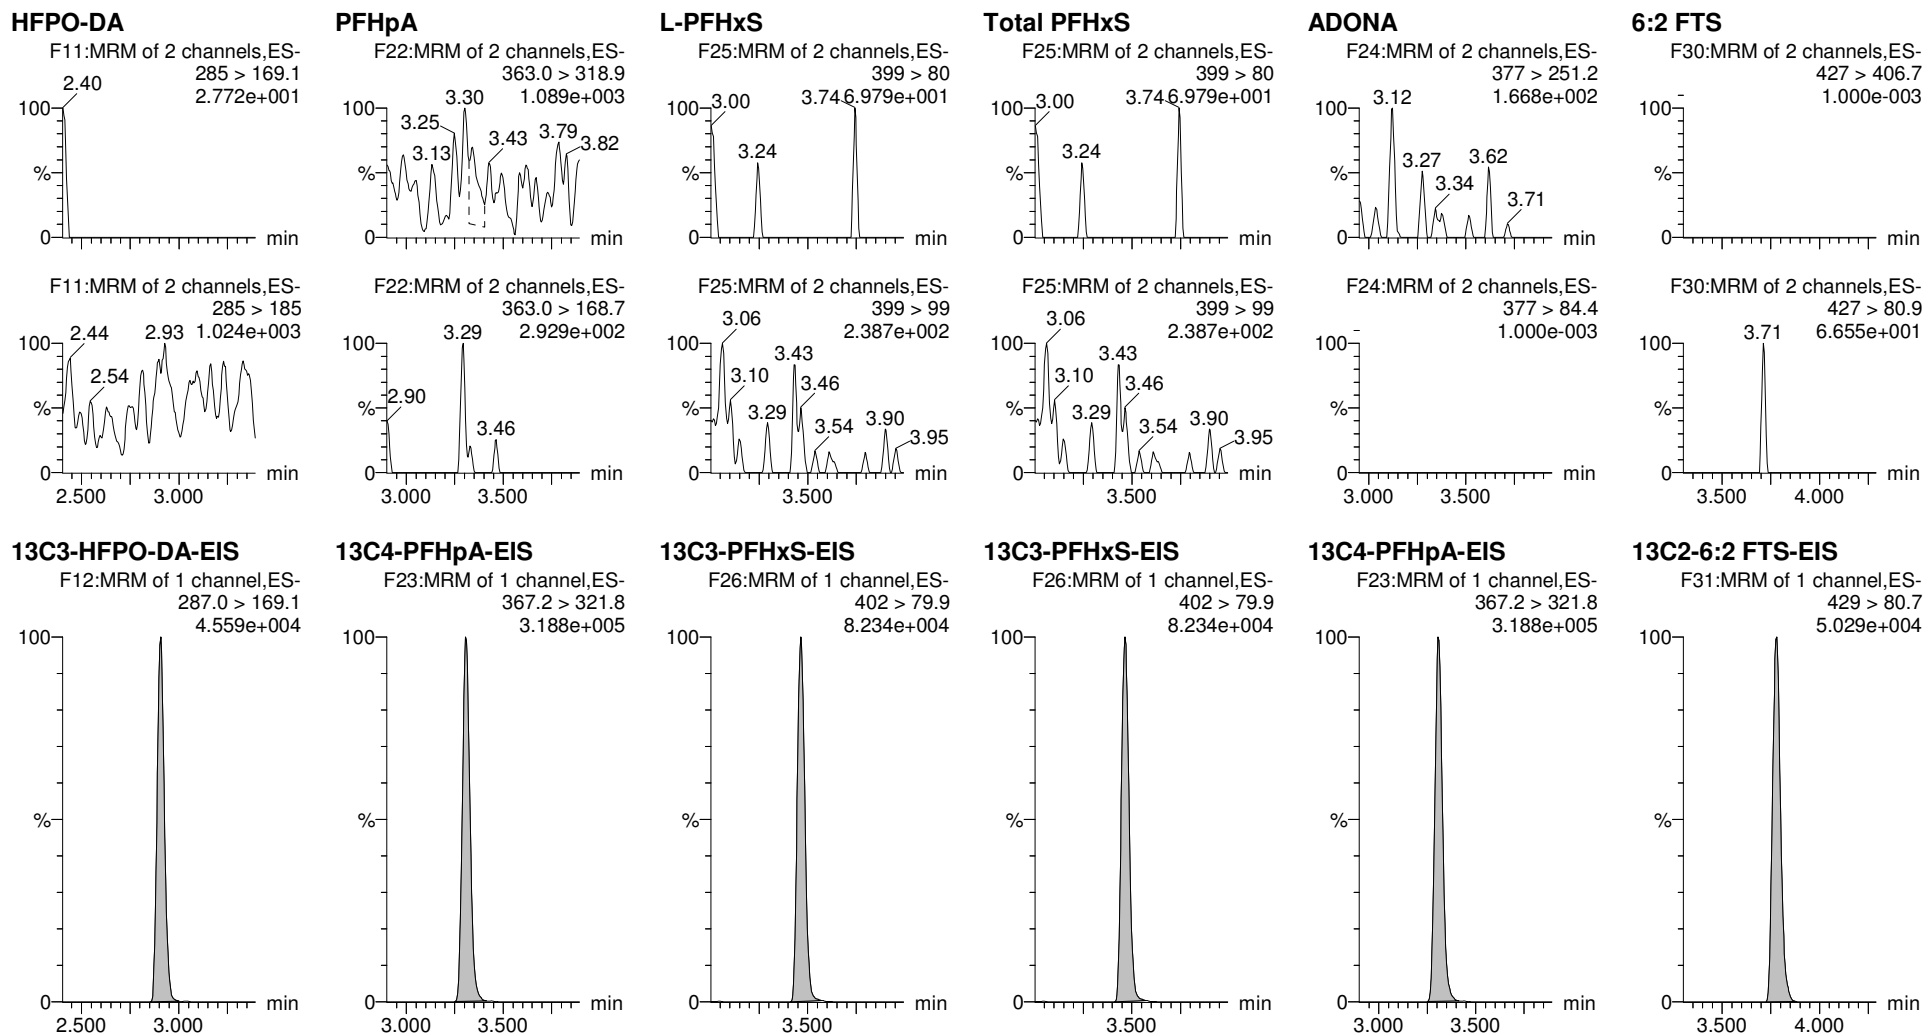 HFPO-DA
F11:MRM of 2 channels,ES-
285 > 169.1
2.772e+001
2.40
100
%
0
min
PFHpA
F22:MRM of 2 channels,ES-
363.0 > 318.9
1.089e+003
3.30
3.25
3.13
3.43
3.79
3.82
100
%
0
min
L-PFHxS
F25:MRM of 2 channels,ES-
399 > 80
6.979e+001
3.00
3.24
3.74
100
%
0
min
Total PFHxS
F25:MRM of 2 channels,ES-
399 > 80
6.979e+001
3.00
3.24
3.74
100
%
0
min
ADONA
F24:MRM of 2 channels,ES-
377 > 251.2
1.668e+002
3.12
3.27
3.34
3.62
3.71
100
%
0
min
6:2 FTS
F30:MRM of 2 channels,ES-
427 > 406.7
1.000e-003
100
%
0
min
F11:MRM of 2 channels,ES-
285 > 185
1.024e+003
2.44
2.93
2.54
100
%
0
min
2.500 3.000
F22:MRM of 2 channels,ES-
363.0 > 168.7
2.929e+002
3.29
2.90
3.46
100
%
0
min
3.000 3.500
F25:MRM of 2 channels,ES-
399 > 99
2.387e+002
3.06
3.10
3.29
3.43
3.46
3.54
3.90
3.95
100
%
0
min
3.500
F25:MRM of 2 channels,ES-
399 > 99
2.387e+002
3.06
3.10
3.29
3.43
3.46
3.54
3.90
3.95
100
%
0
min
3.500
F24:MRM of 2 channels,ES-
377 > 84.4
1.000e-003
100
%
0
min
3.000 3.500
F30:MRM of 2 channels,ES-
427 > 80.9
6.655e+001
3.71
100
%
0
min
3.500 4.000
13C3-HFPO-DA-EIS
F12:MRM of 1 channel,ES-
287.0 > 169.1
4.559e+004
100
%
0
min
2.500 3.000
13C4-PFHpA-EIS
F23:MRM of 1 channel,ES-
367.2 > 321.8
3.188e+005
100
%
0
min
3.000 3.500
13C3-PFHxS-EIS
F26:MRM of 1 channel,ES-
402 > 79.9
8.234e+004
100
%
0
min
3.500
13C3-PFHxS-EIS
F26:MRM of 1 channel,ES-
402 > 79.9
8.234e+004
100
%
0
min
3.500
13C4-PFHpA-EIS
F23:MRM of 1 channel,ES-
367.2 > 321.8
3.188e+005
100
%
0
min
3.000 3.500
13C2-6:2 FTS-EIS
F31:MRM of 1 channel,ES-
429 > 80.7
5.029e+004
100
%
0
min
3.500 4.000